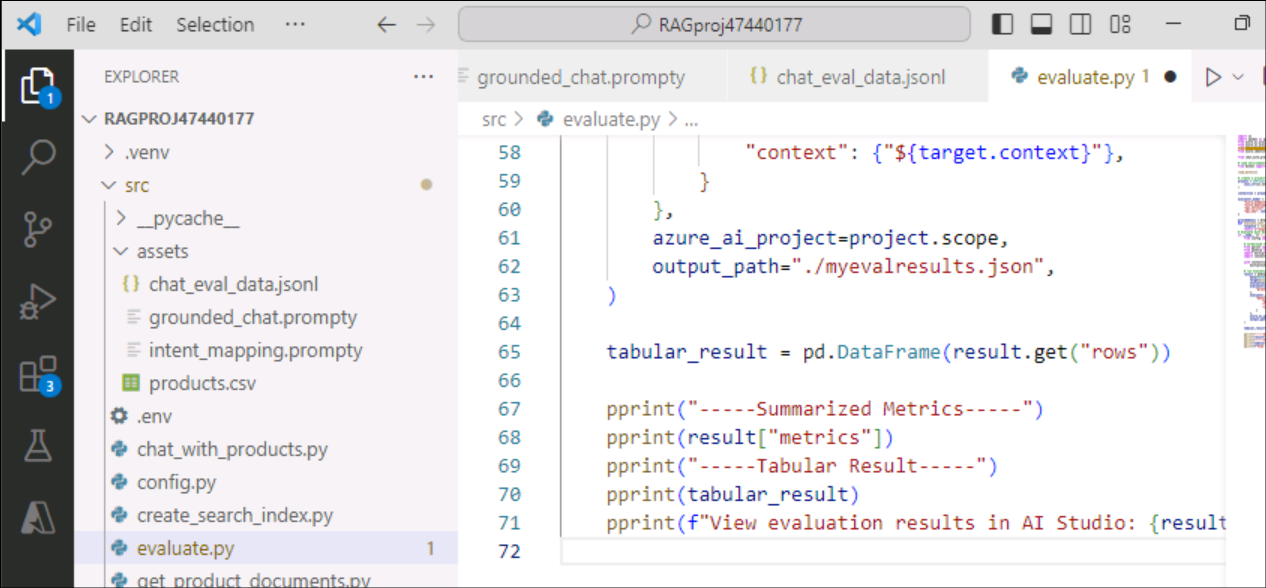 File Edit Selection ···
RAGproj47440177
EXPLORER
RAGPROJ47440177
.venv
src
__pycache__
assets
chat_eval_data.jsonl
grounded_chat.prompty
intent_mapping.prompty
products.csv
.env
chat_with_products.py
config.py
create_search_index.py
evaluate.py 1
get_product_documents.py
1
3
grounded_chat.prompty
chat_eval_data.jsonl
evaluate.py 1
src > evaluate.py > ...
58 "context": {"${target.context}"},
59 }
60 },
61 azure_ai_project=project.scope,
62 output_path="./myevalresults.json",
63 )
64
65 tabular_result = pd.DataFrame(result.get("rows"))
66
67 pprint("-----Summarized Metrics-----")
68 pprint(result["metrics"])
69 pprint("-----Tabular Result-----")
70 pprint(tabular_result)
71 pprint(f"View evaluation results in AI Studio: {result
72